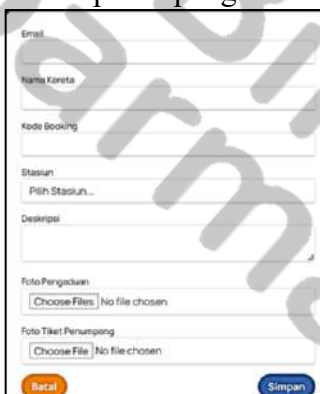 Email
Nama Kereta
Kode Booking
Stasiun
Pilih Stasiun...
Deskripsi
Foto Pengaduan
Choose Files No file chosen
Foto Tiket Penumpang
Choose File No file chosen
Batal Simpan